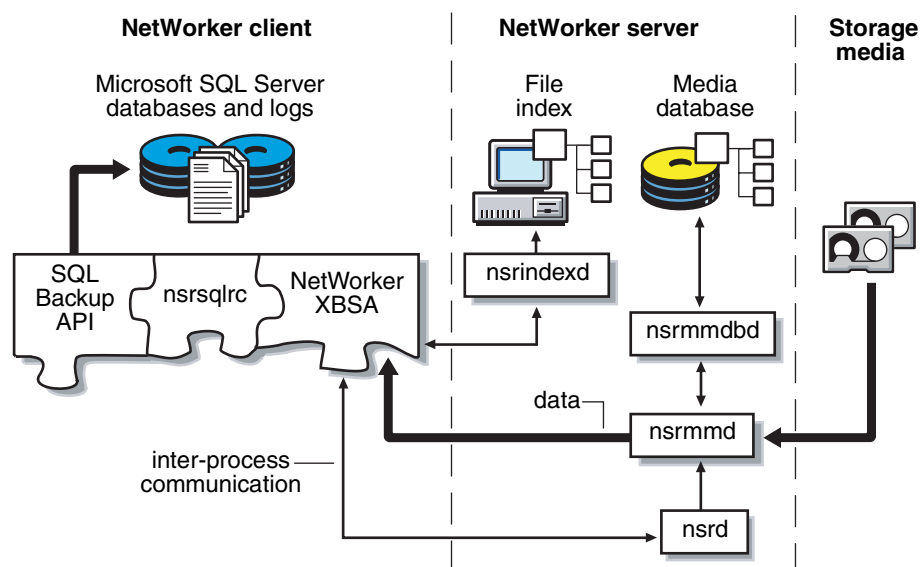 NetWorker client
NetWorker server
Storage
media
Microsoft SQL Server
databases and logs
File
index
Media
database
SQL
Backup
API
nsrsqlrc
NetWorker
XBSA
nsrindexd
nsrmmdbd
data
nsrmmd
inter-process
communication
nsrd